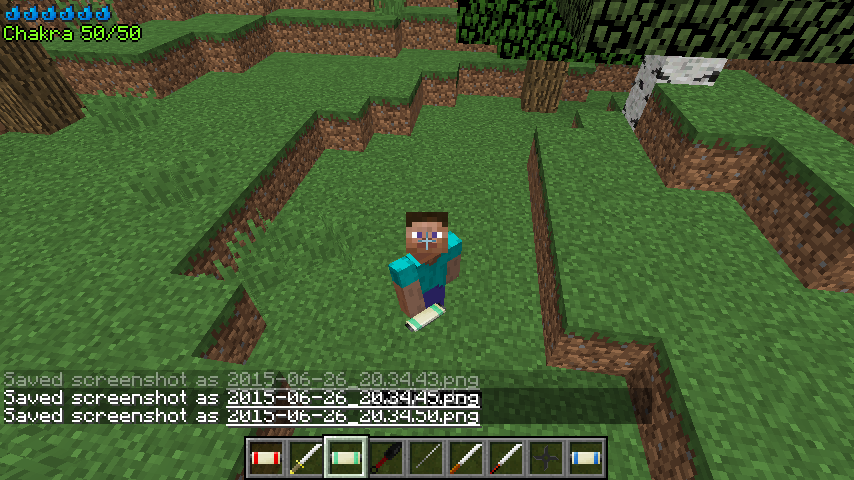 Chakra 50/50
Saved screenshot as 2015-06-26_20.34.43.png
Saved screenshot as 2015-06-26_20.34.45.png
Saved screenshot as 2015-06-26_20.34.50.png